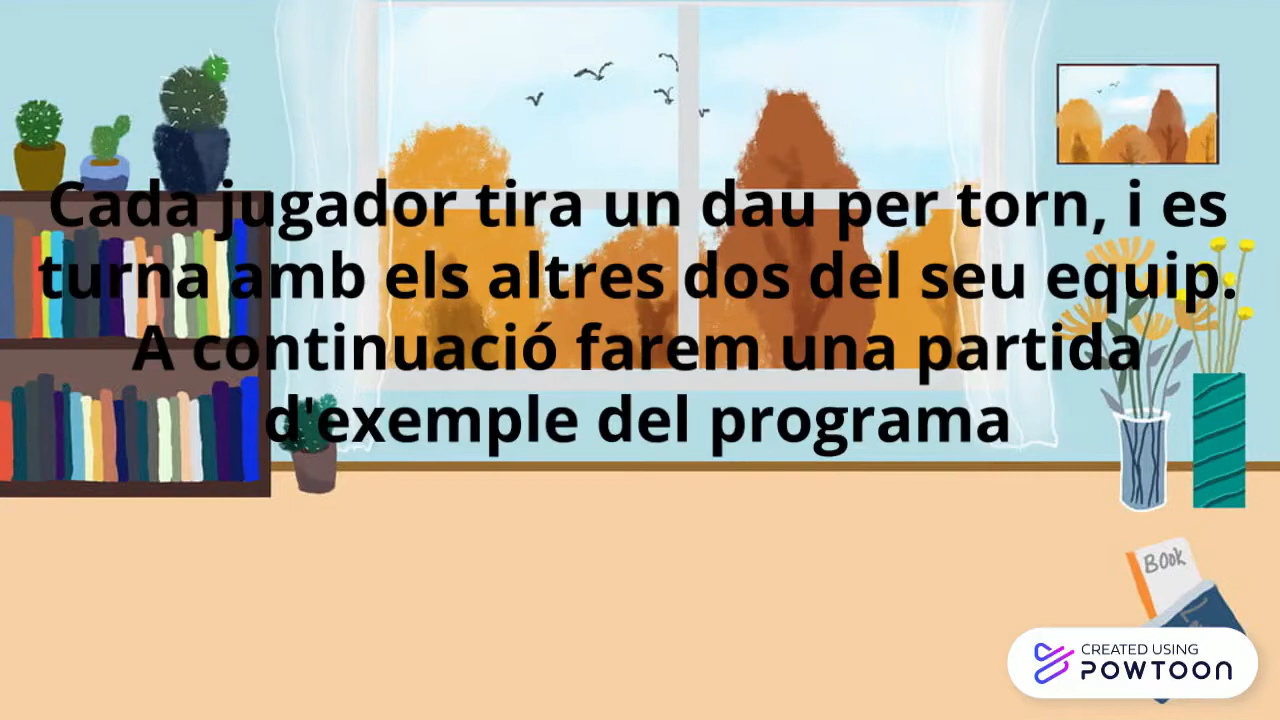 Cada jugador tira un dau per torn, i es
turna amb els altres dos del seu equip.
A continuació farem una partida
d'exemple del programa
BOOK
CREATED USING
POWTOON